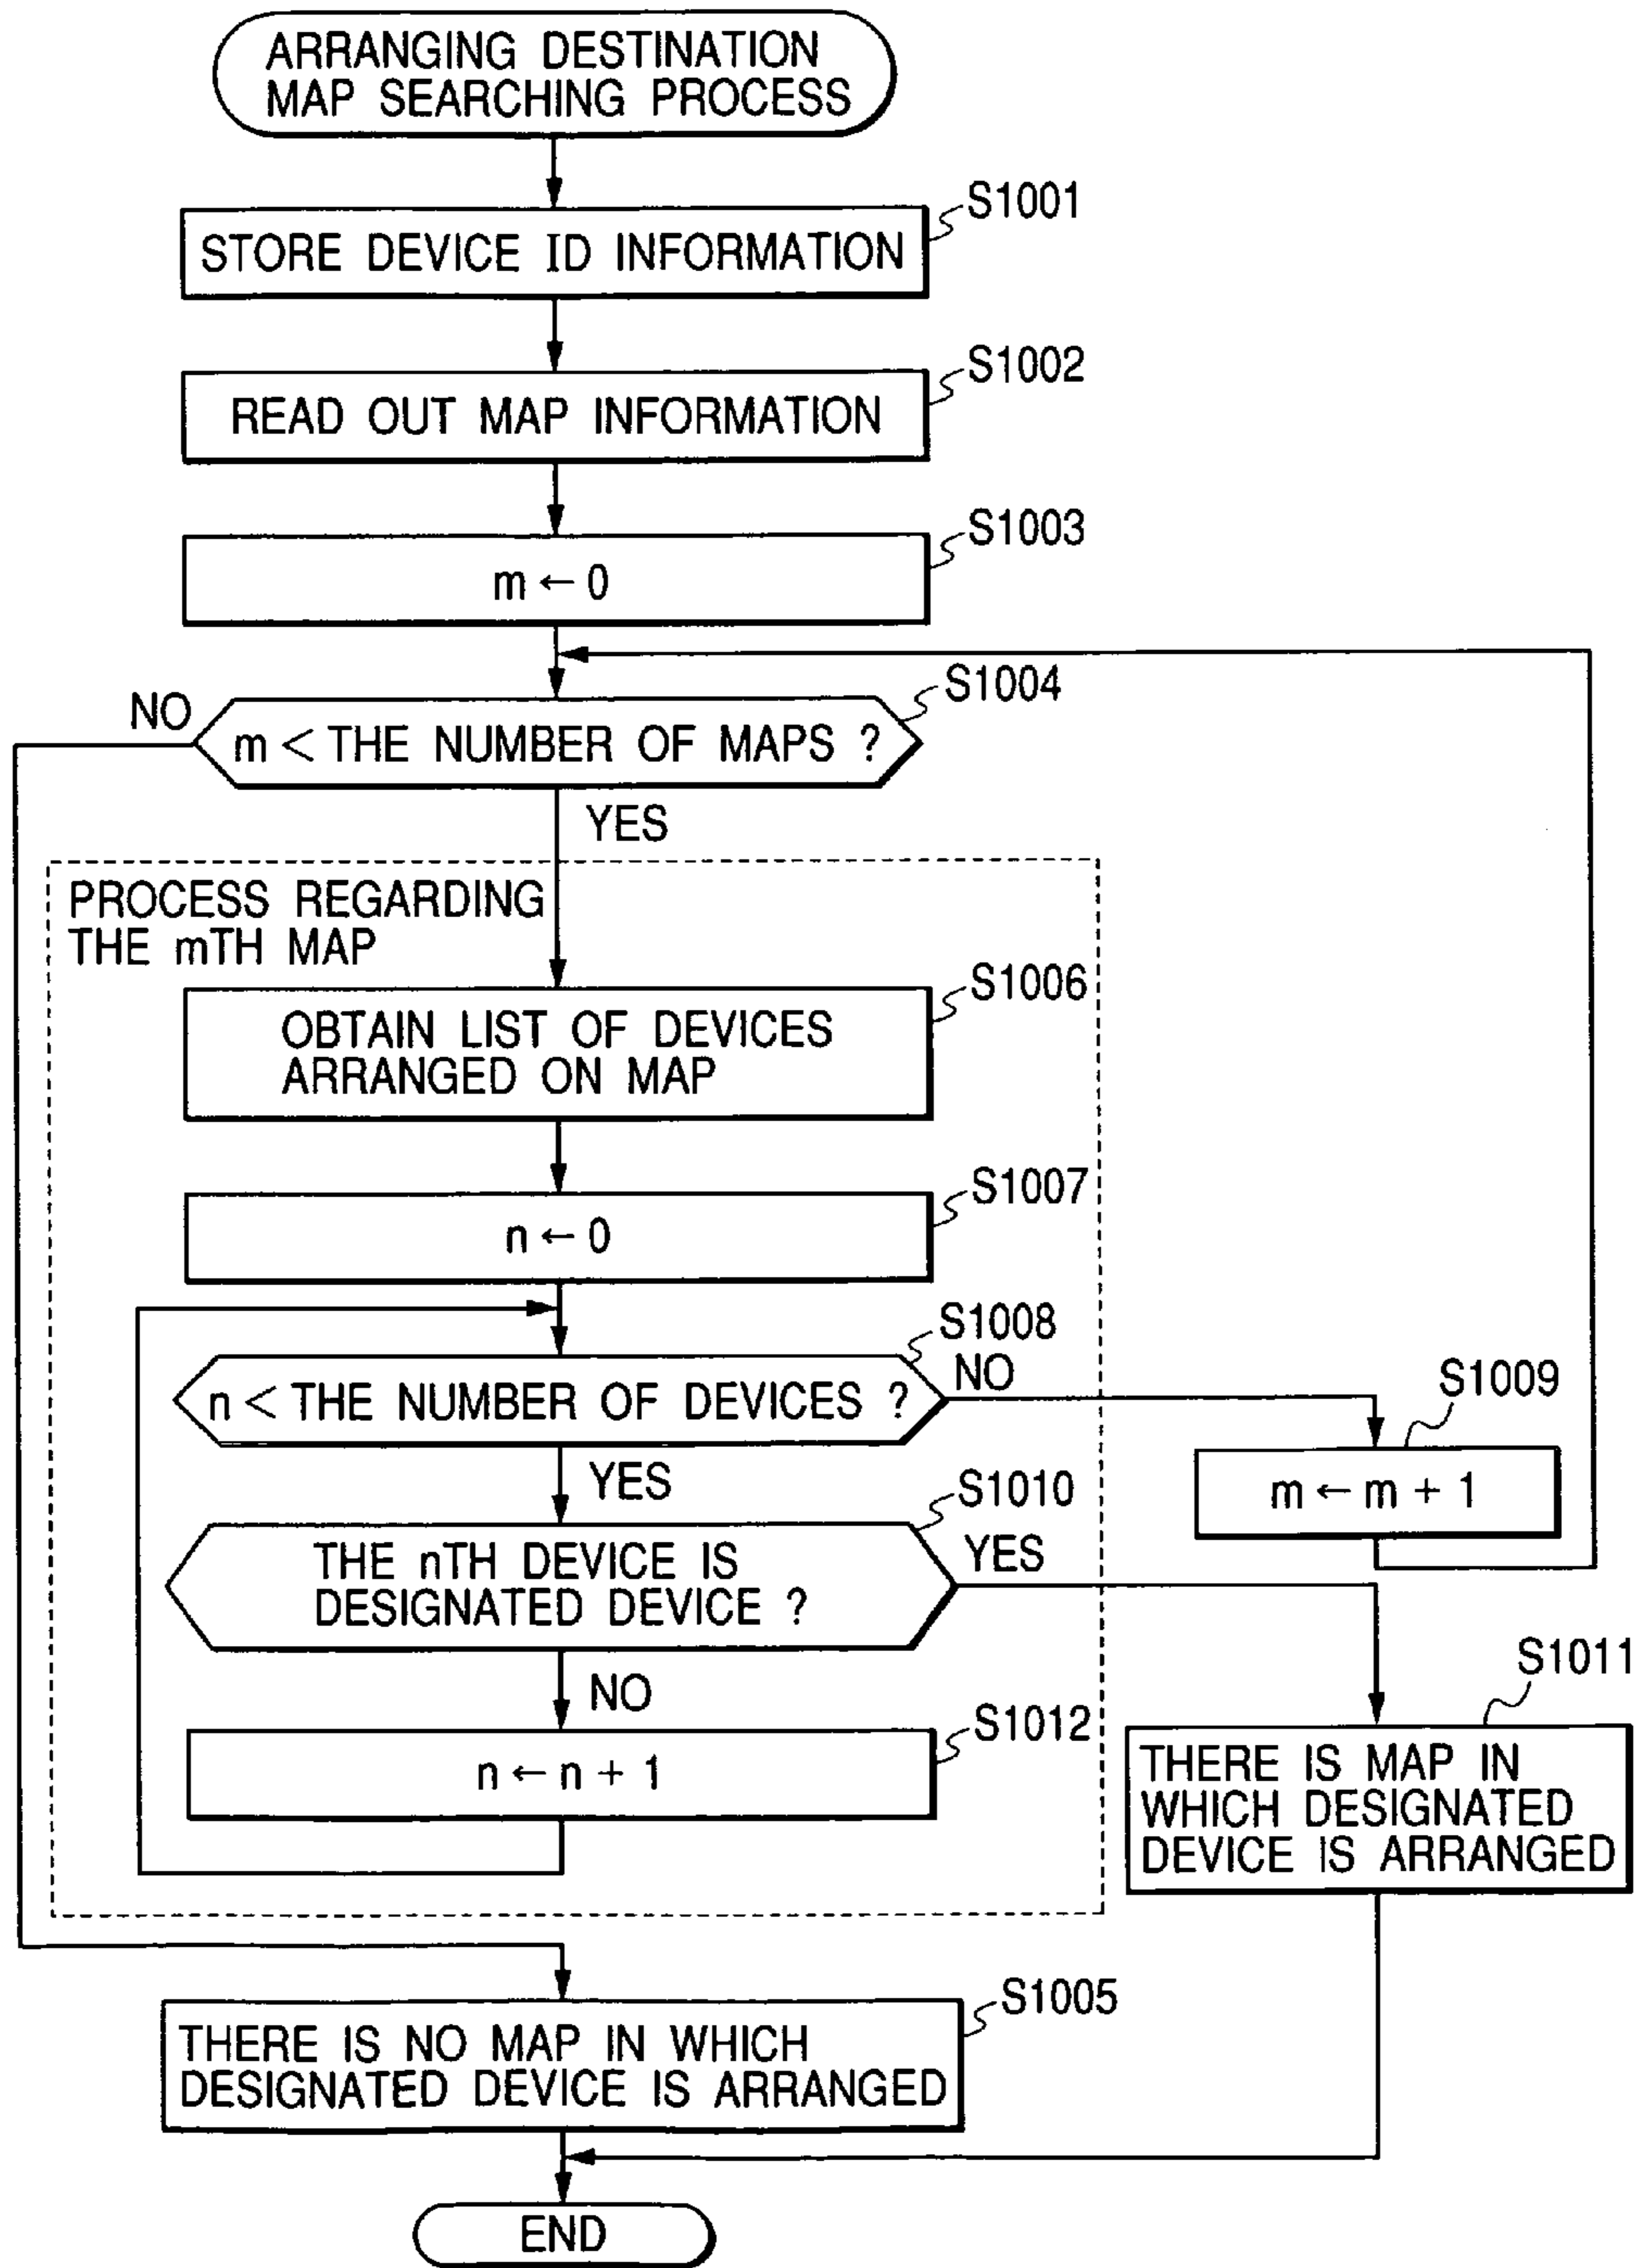 ARRANGING DESTINATION
MAP SEARCHING PROCESS
S1001
STORE DEVICE ID INFORMATION
S1002
READ OUT MAP INFORMATION
S1003
m ← 0
S1004
NO
m < THE NUMBER OF MAPS ?
YES
PROCESS REGARDING
THE mTH MAP
S1006
OBTAIN LIST OF DEVICES
ARRANGED ON MAP
S1007
n ← 0
S1008
n < THE NUMBER OF DEVICES ?
NO
S1009
m ← m + 1
YES
S1010
THE nTH DEVICE IS
DESIGNATED DEVICE ?
YES
S1011
THERE IS MAP IN
WHICH DESIGNATED
DEVICE IS ARRANGED
NO
S1012
n ← n + 1
S1005
THERE IS NO MAP IN WHICH
DESIGNATED DEVICE IS ARRANGED
END